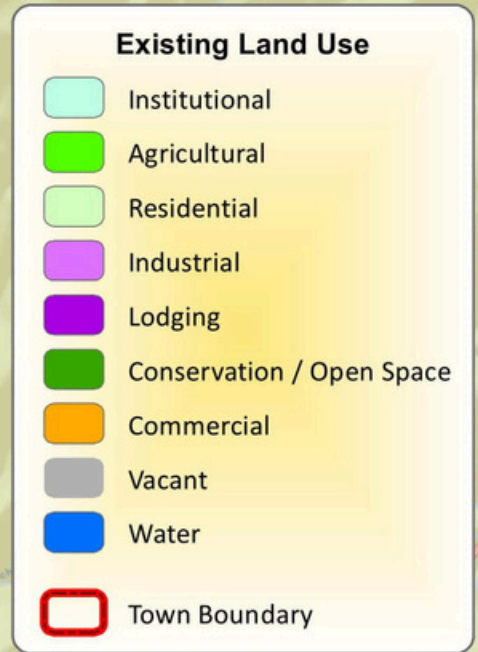 Existing Land Use
Institutional
Agricultural
Residential
Industrial
Lodging
Conservation / Open Space
Commercial
Vacant
Water
Town Boundary